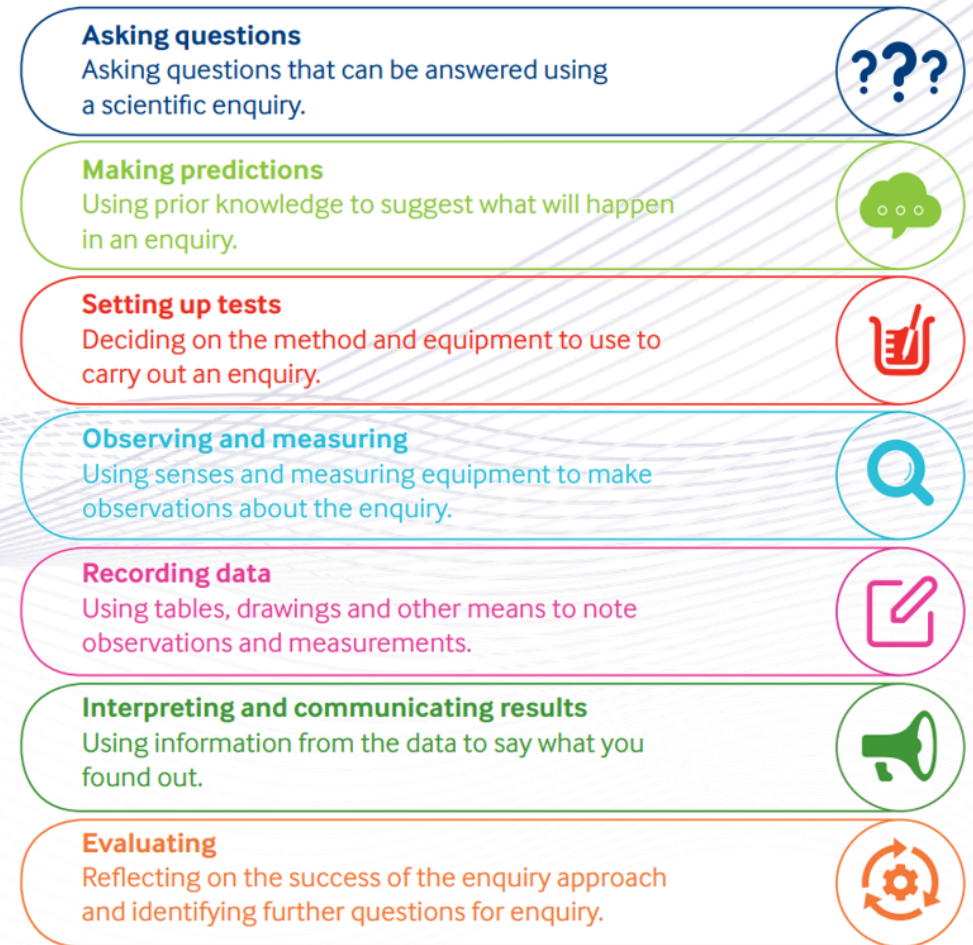 Asking questions
Asking questions that can be answered using
a scientific enquiry.
???
Making predictions
Using prior knowledge to suggest what will happen
in an enquiry.
Setting up tests
Deciding on the method and equipment to use to
carry out an enquiry.
Observing and measuring
Using senses and measuring equipment to make
observations about the enquiry.
Recording data
Using tables, drawings and other means to note
observations and measurements.
Interpreting and communicating results
Using information from the data to say what you
found out.
Evaluating
Reflecting on the success of the enquiry approach
and identifying further questions for enquiry.